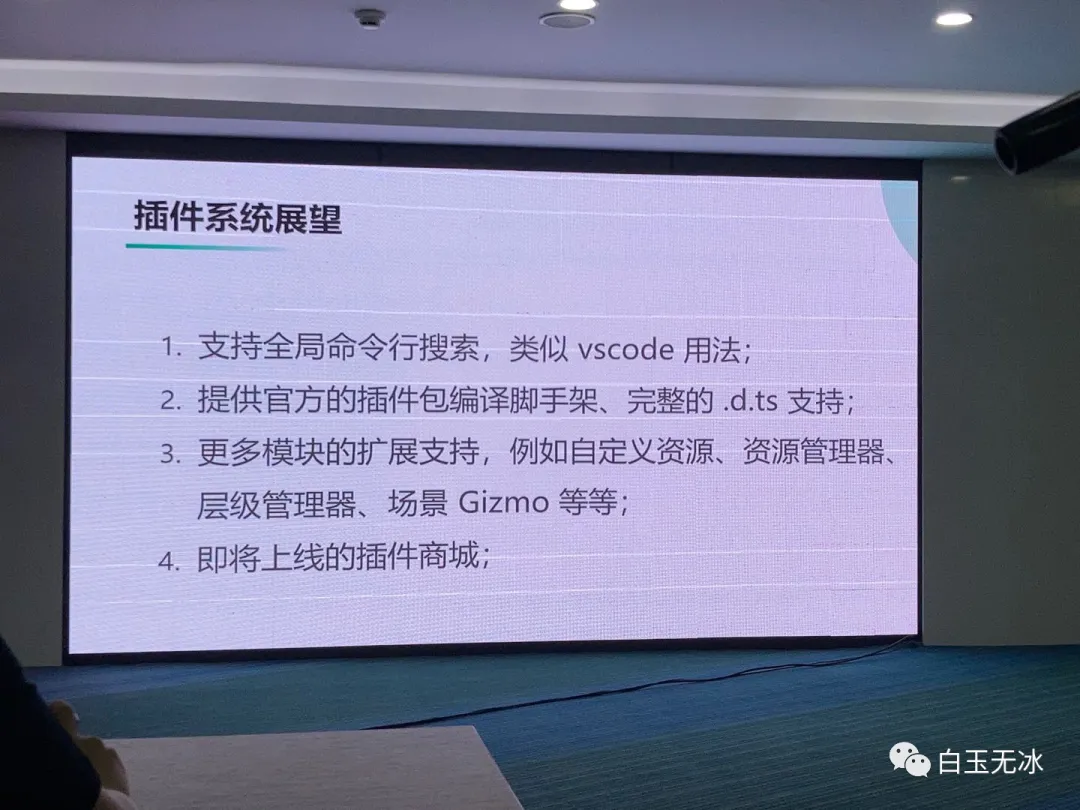 插件系统展望
1. 支持全局命令行搜索，类似 vscode 用法；
2. 提供官方的插件包编译脚手架、完整的 .d.ts 支持；
3. 更多模块的扩展支持，例如自定义资源、资源管理器、
层级管理器、场景 Gizmo 等等；
4. 即将上线的插件商城；
白玉无冰